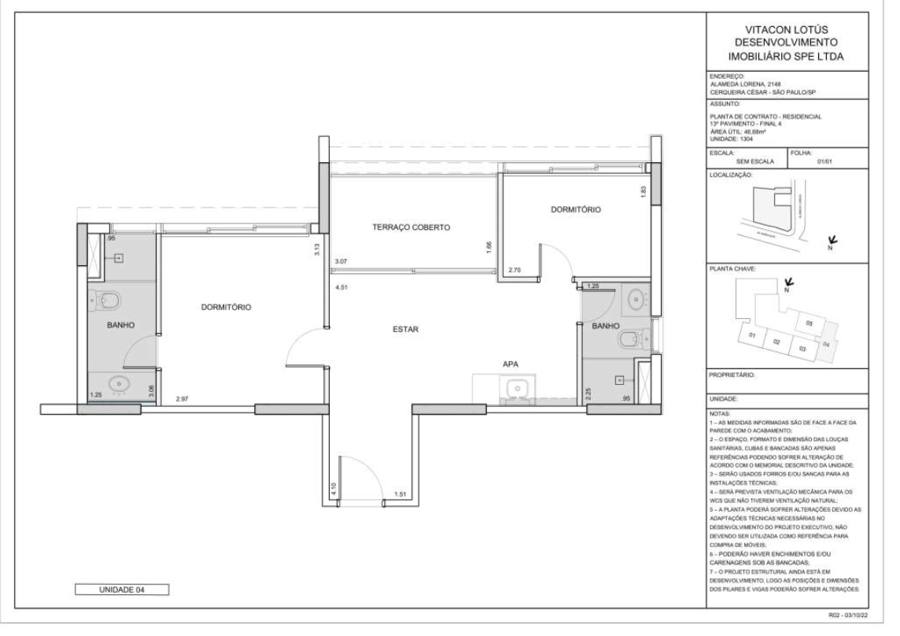 VITACON LOTÚS
DESENVOLVIMENTO
IMOBILIÁRIO SPE LTDA
ENDEREÇO:
ALAMEDA LORENA, 2148
CERQUEIRA CÉSAR - SÃO PAULO/SP
ASSUNTO:
PLANTA DE CONTRATO - RESIDENCIAL
13º PAVIMENTO - FINAL 4
ÁREA ÚTIL: 46,68m²
UNIDADE: 1304
ESCALA:
SEM ESCALA
FOLHA:
01/01
LOCALIZAÇÃO:
N
PLANTA CHAVE:
N
01
02
03
04
05
PROPRIETÁRIO:
UNIDADE:
NOTAS:
1 – AS MEDIDAS INFORMADAS SÃO DE FACE A FACE DA
PAREDE COM O ACABAMENTO;
2 – O ESPAÇO, FORMATO E DIMENSÃO DAS LOUÇAS
SANITÁRIAS, CUBAS E BANCADAS SÃO APENAS
REFERÊNCIAS PODENDO SOFRER ALTERAÇÃO DE
ACORDO COM O MEMORIAL DESCRITIVO DA UNIDADE;
3 – SERÃO USADOS FORROS E/OU SANCAS PARA AS
INSTALAÇÕES TÉCNICAS;
4 – SERÁ PREVISTA VENTILAÇÃO MECÂNICA PARA OS
WCS QUE NÃO TIVEREM VENTILAÇÃO NATURAL;
5 – A PLANTA PODERÁ SOFRER ALTERAÇÕES DEVIDO AS
ADAPTAÇÕES TÉCNICAS NECESSÁRIAS NO
DESENVOLVIMENTO DO PROJETO EXECUTIVO, NÃO
DEVENDO SER UTILIZADA COMO REFERÊNCIA PARA
COMPRA DE MÓVEIS;
6 – PODERÃO HAVER ENCHIMENTOS E/OU
CARENAGENS SOB AS BANCADAS;
7 – O PROJETO ESTRUTURAL AINDA ESTÁ EM
DESENVOLVIMENTO, LOGO AS POSIÇÕES E DIMENSÕES
DOS PILARES E VIGAS PODERÃO SOFRER ALTERAÇÕES;
R02 - 03/10/22
DORMITÓRIO
1.83
2.70
TERRAÇO COBERTO
3.07
1.66
.95
3.13
DORMITÓRIO
BANHO
1.25
3.06
2.97
4.51
ESTAR
APA
1.25
BANHO
2.25
.95
4.10
1.51
UNIDADE 04